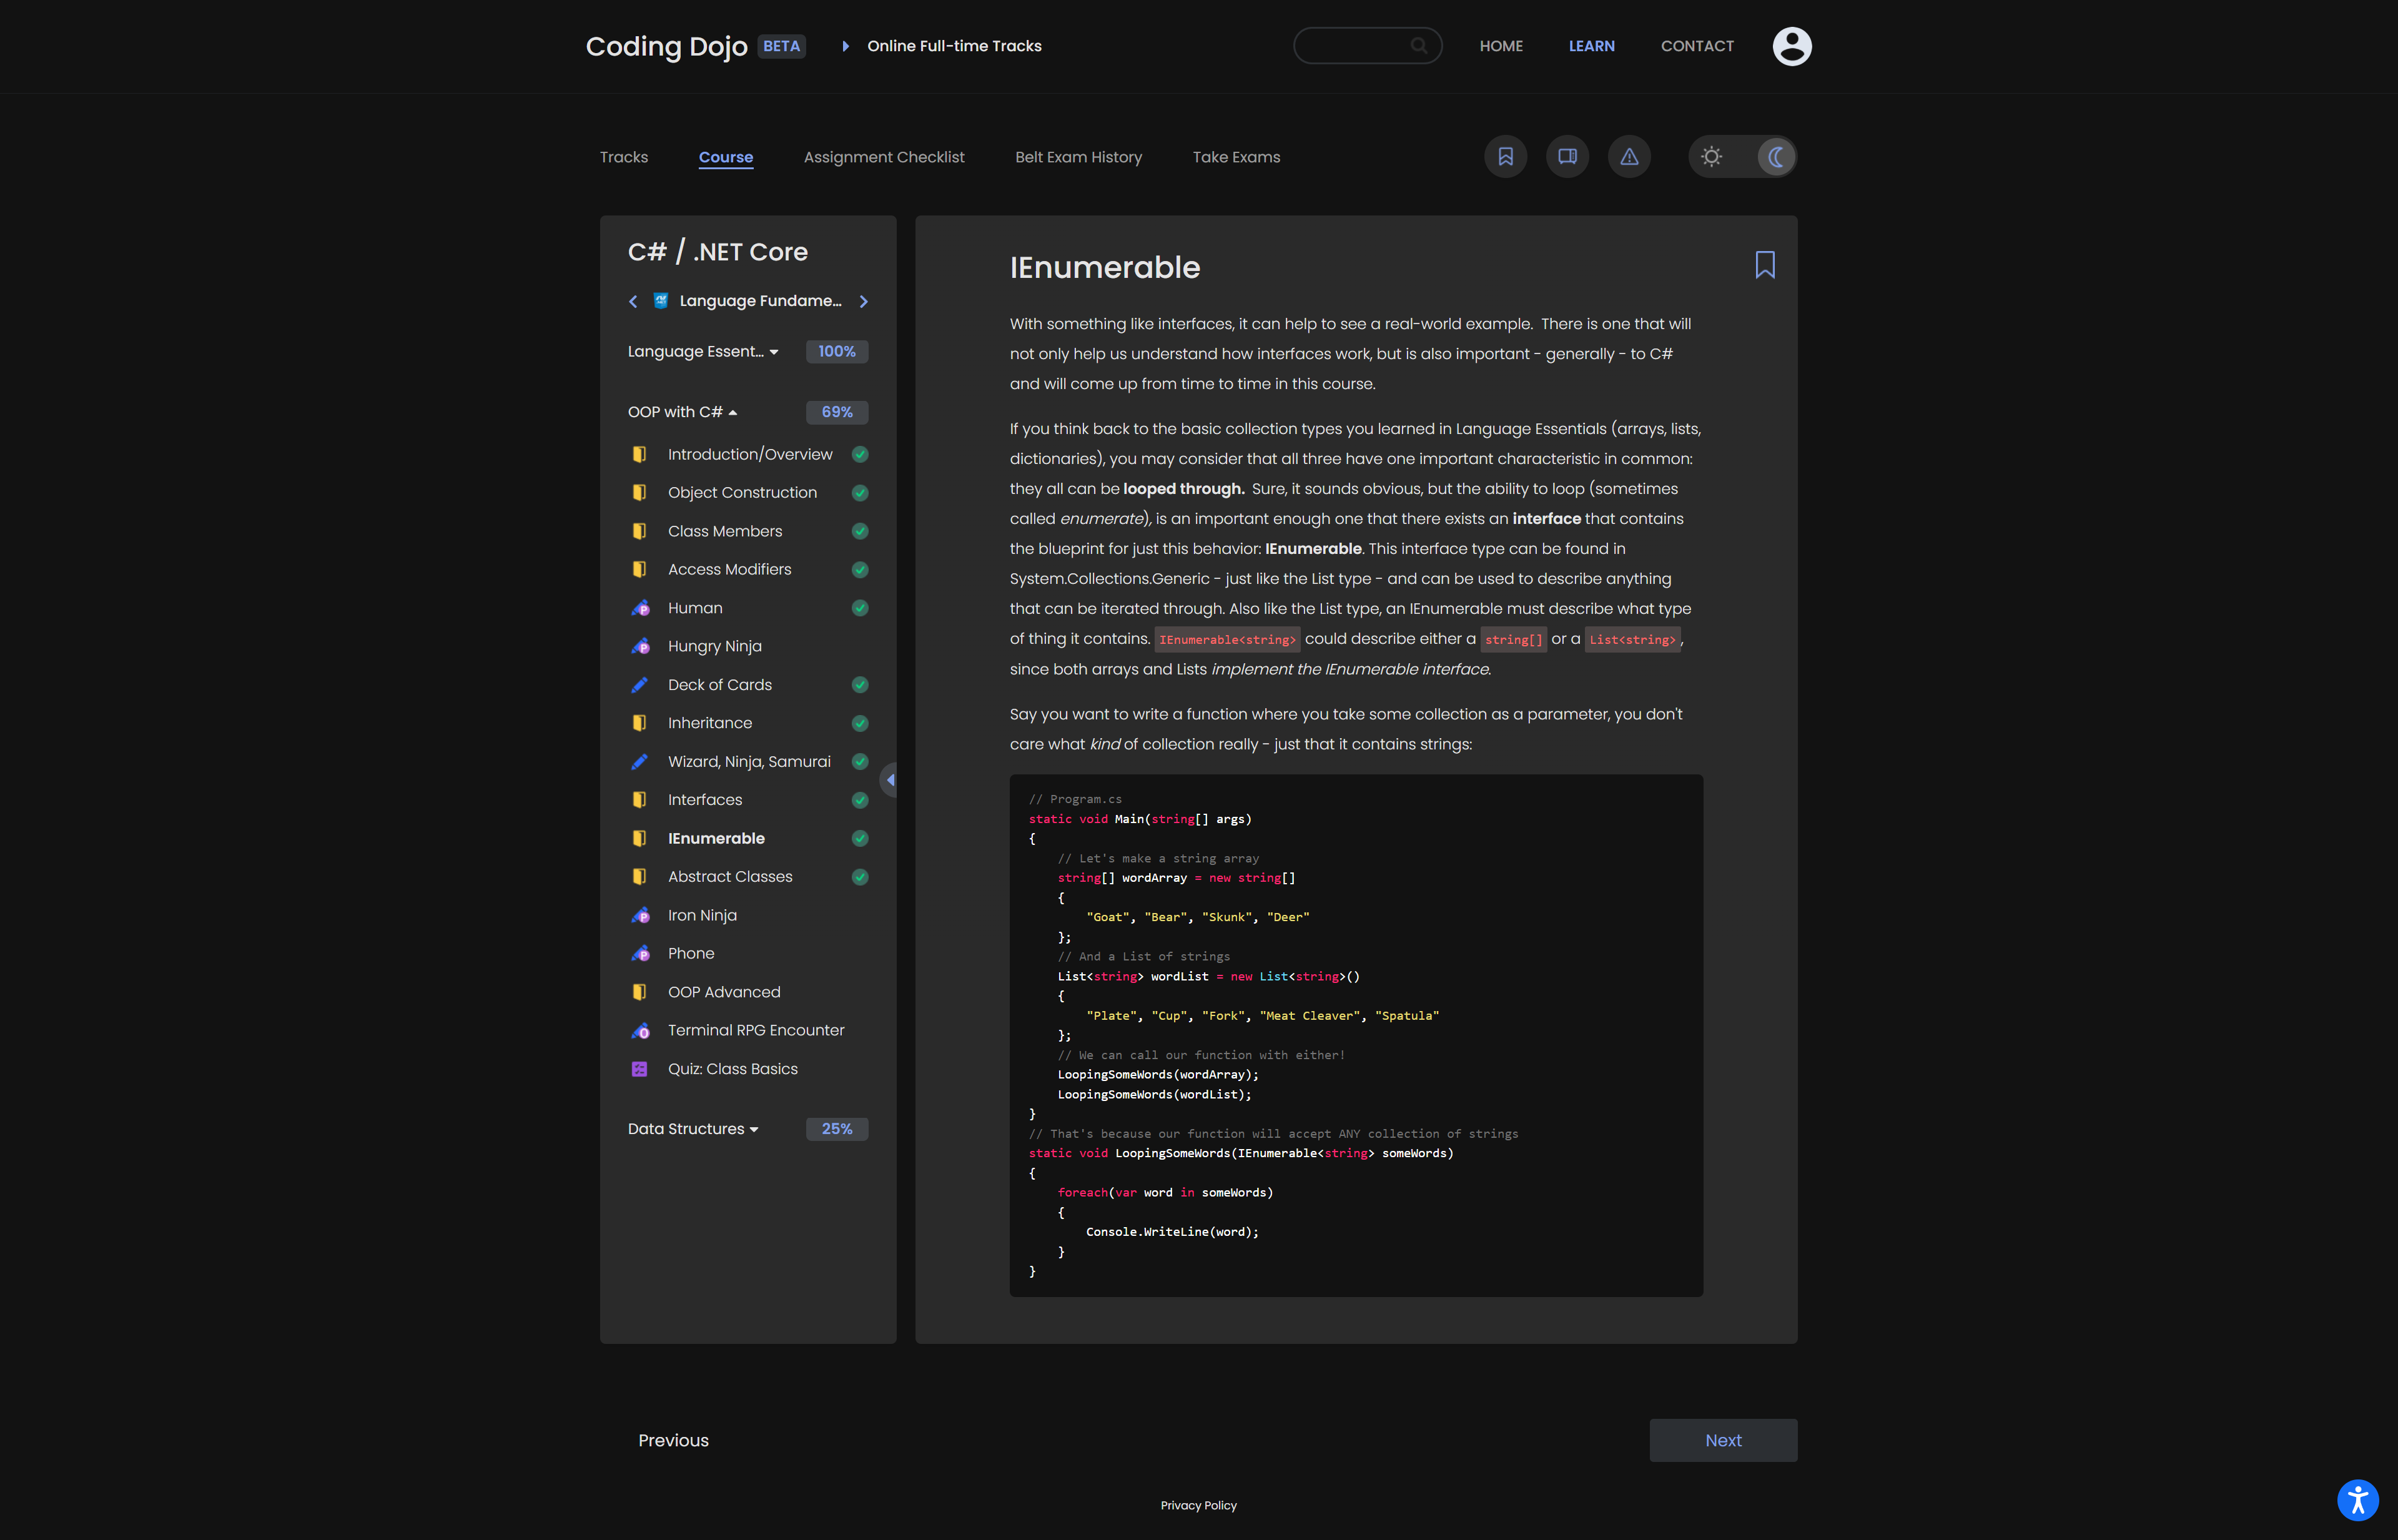 Coding Dojo BETA Online Full-time Tracks HOME LEARN CONTACT
Tracks Course Assignment Checklist Belt Exam History Take Exams
C# / .NET Core
Language Fundame...
Language Essent... 100%
OOP with C# 69%
Introduction/Overview
Object Construction
Class Members
Access Modifiers
Human
Hungry Ninja
Deck of Cards
Inheritance
Wizard, Ninja, Samurai
Interfaces
IEnumerable
Abstract Classes
Iron Ninja
Phone
OOP Advanced
Terminal RPG Encounter
Quiz: Class Basics
Data Structures 25%
IEnumerable
With something like interfaces, it can help to see a real-world example.  There is one that will
not only help us understand how interfaces work, but is also important - generally - to C#
and will come up from time to time in this course.
If you think back to the basic collection types you learned in Language Essentials (arrays, lists,
dictionaries), you may consider that all three have one important characteristic in common:
they all can be looped through.  Sure, it sounds obvious, but the ability to loop (sometimes
called enumerate), is an important enough one that there exists an interface that contains
the blueprint for just this behavior: IEnumerable. This interface type can be found in
System.Collections.Generic - just like the List type - and can be used to describe anything
that can be iterated through. Also like the List type, an IEnumerable must describe what type
of thing it contains. IEnumerable<string> could describe either a string[] or a List<string>,
since both arrays and Lists implement the IEnumerable interface.
Say you want to write a function where you take some collection as a parameter, you don't
care what kind of collection really - just that it contains strings:
// Program.cs
static void Main(string[] args)
{
    // Let's make a string array
    string[] wordArray = new string[]
    {
        "Goat", "Bear", "Skunk", "Deer"
    };
    // And a List of strings
    List<string> wordList = new List<string>()
    {
        "Plate", "Cup", "Fork", "Meat Cleaver", "Spatula"
    };
    // We can call our function with either!
    LoopingSomeWords(wordArray);
    LoopingSomeWords(wordList);
}
// That's because our function will accept ANY collection of strings
static void LoopingSomeWords(IEnumerable<string> someWords)
{
    foreach(var word in someWords)
    {
        Console.WriteLine(word);
    }
}
Previous Next
Privacy Policy